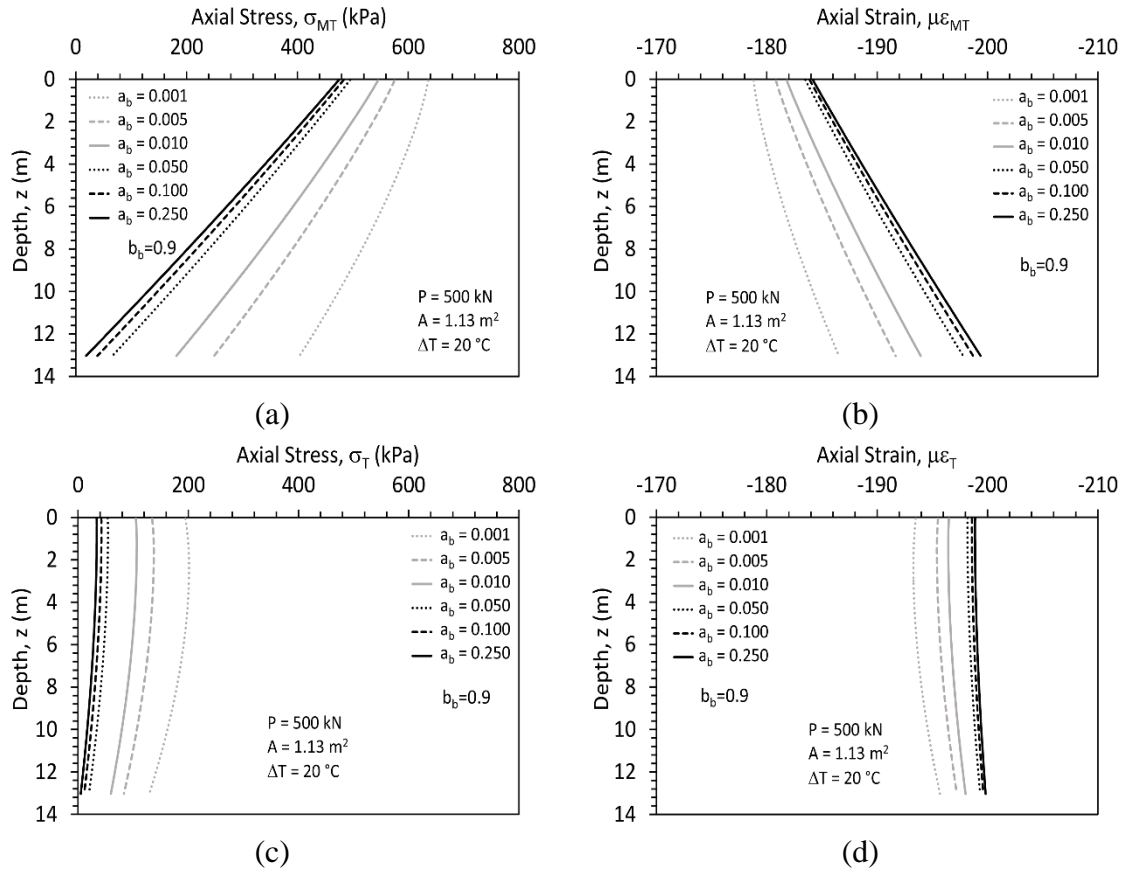 Axial Stress, σMT (kPa)
0 200 400 600 800
Depth, z (m)
0
2
4
6
8
10
12
14
ab = 0.001
ab = 0.005
ab = 0.010
ab = 0.050
ab = 0.100
ab = 0.250
bb=0.9
P = 500 kN
A = 1.13 m²
ΔT = 20 °C
(a)
Axial Strain, μεMT
-170 -180 -190 -200 -210
Depth, z (m)
0
2
4
6
8
10
12
14
ab = 0.001
ab = 0.005
ab = 0.010
ab = 0.050
ab = 0.100
ab = 0.250
bb=0.9
P = 500 kN
A = 1.13 m²
ΔT = 20 °C
(b)
Axial Stress, σT (kPa)
0 200 400 600 800
Depth, z (m)
0
2
4
6
8
10
12
14
ab = 0.001
ab = 0.005
ab = 0.010
ab = 0.050
ab = 0.100
ab = 0.250
bb=0.9
P = 500 kN
A = 1.13 m²
ΔT = 20 °C
(c)
Axial Strain, μεT
-170 -180 -190 -200 -210
Depth, z (m)
0
2
4
6
8
10
12
14
ab = 0.001
ab = 0.005
ab = 0.010
ab = 0.050
ab = 0.100
ab = 0.250
bb=0.9
P = 500 kN
A = 1.13 m²
ΔT = 20 °C
(d)